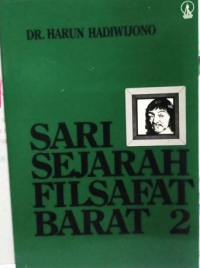 DR. HARUN HADIWIJONO
SARI
SEJARAH
FILSAFAT
BARAT 2